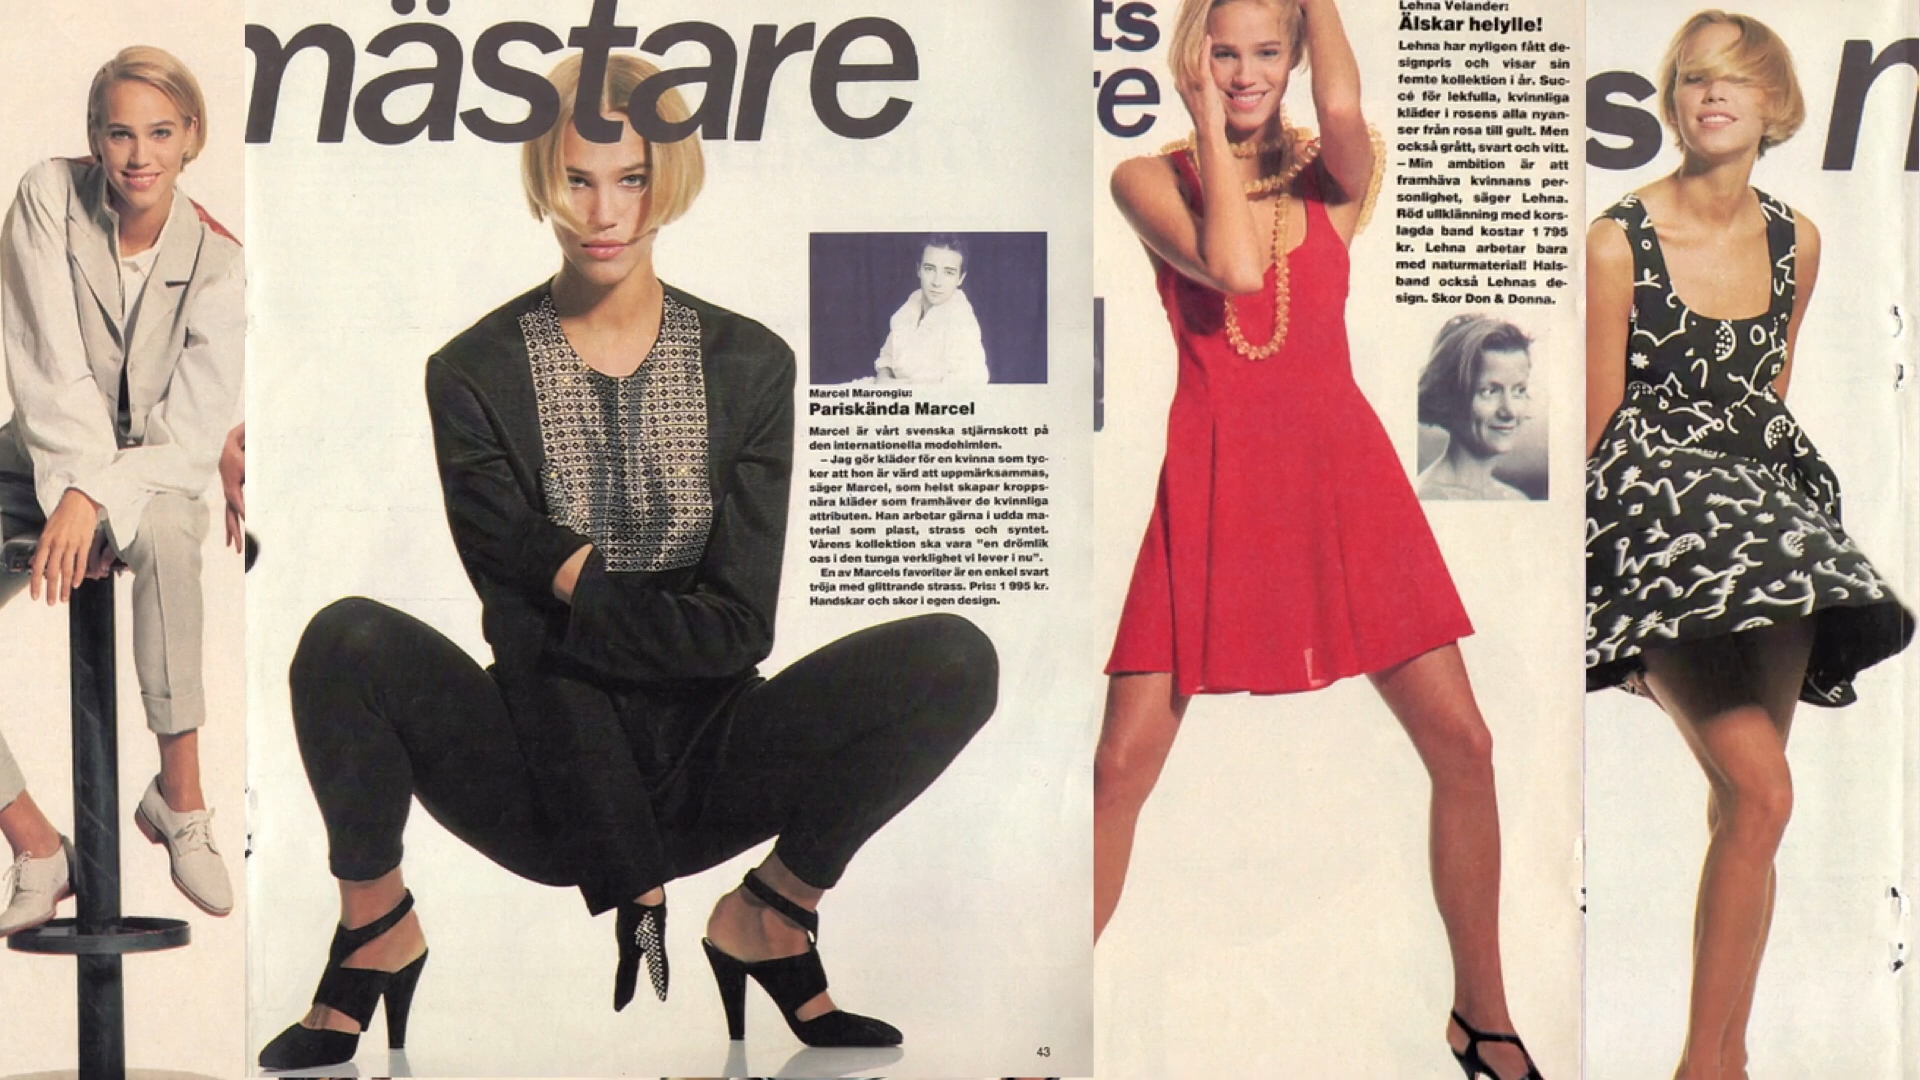 mästare
Marcel Marongiu:
Pariskända Marcel
Marcel är vårt svenska stjärnskott på
den internationella modehimlen.
– Jag gör kläder för en kvinna som tyc-
ker att hon är värd att uppmärksammas,
säger Marcel, som helst skapar kropps-
nära kläder som framhäver de kvinnliga
attributen. Han arbetar gärna i udda ma-
terial som plast, strass och syntet.
Vårens kollektion ska vara "en drömlik
oas i den tunga verklighet vi lever i nu".
En av Marcels favoriter är en enkel svart
tröja med glittrande strass. Pris: 1 995 kr.
Handskar och skor i egen design.
43
ts
re
Lehna Velander:
Älskar helylle!
Lehna har nyligen fått de-
signpris och visar sin
femte kollektion i år. Suc-
cé för lekfulla, kvinnliga
kläder i rosens alla nyan-
ser från rosa till gult. Men
också grått, svart och vitt.
– Min ambition är att
framhäva kvinnans per-
sonlighet, säger Lehna.
Röd ullklänning med kors-
lagda band kostar 1 795
kr. Lehna arbetar bara
med naturmaterial! Hals-
band också Lehnas de-
sign. Skor Don & Donna.
s